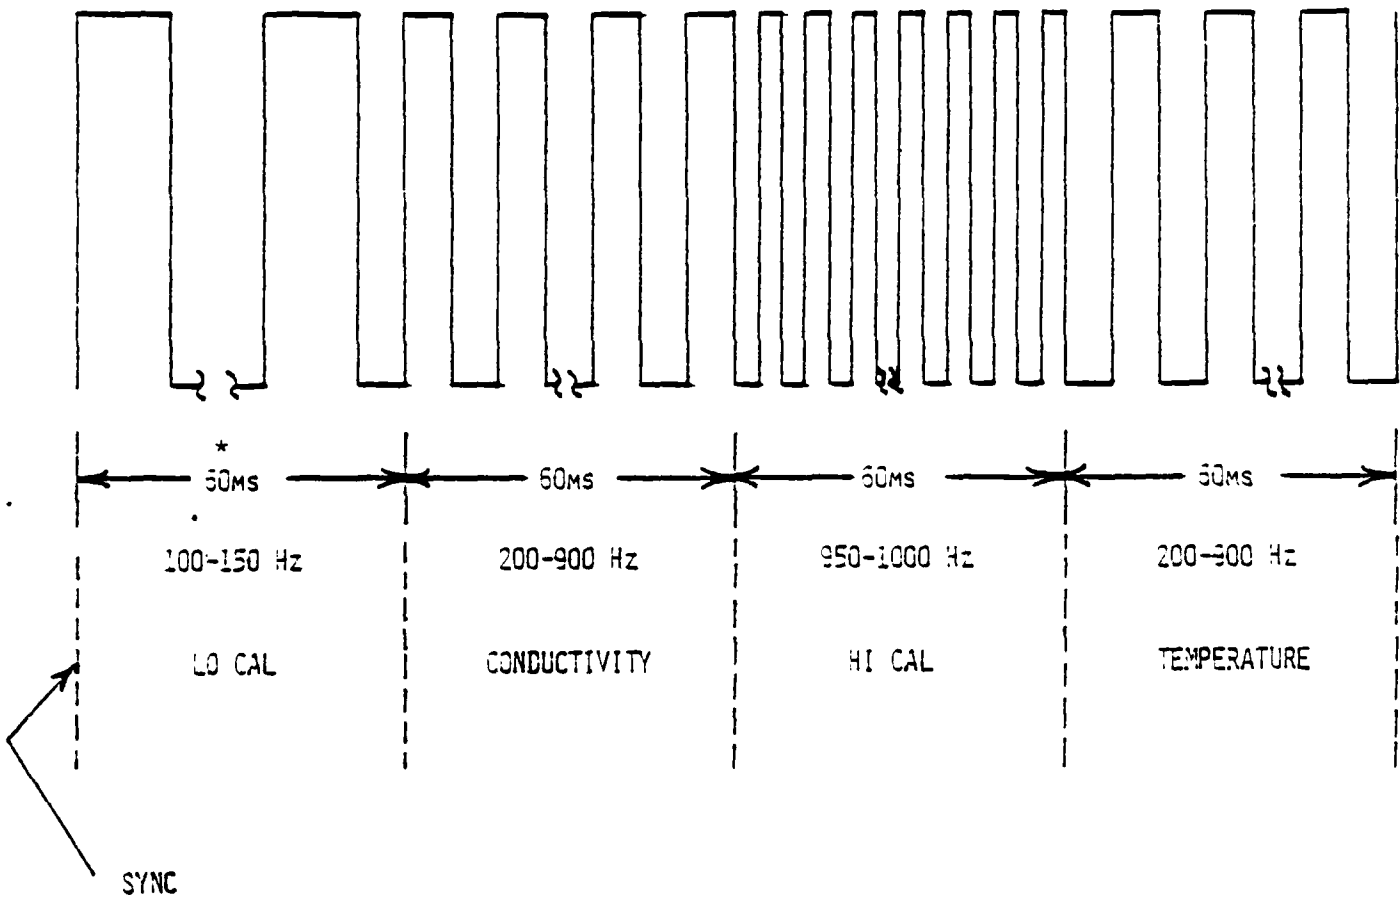 *
60MS 60MS 60MS 60MS
100-150 Hz 200-900 Hz 950-1000 Hz 200-900 Hz
LO CAL CONDUCTIVITY HI CAL TEMPERATURE
SYNC